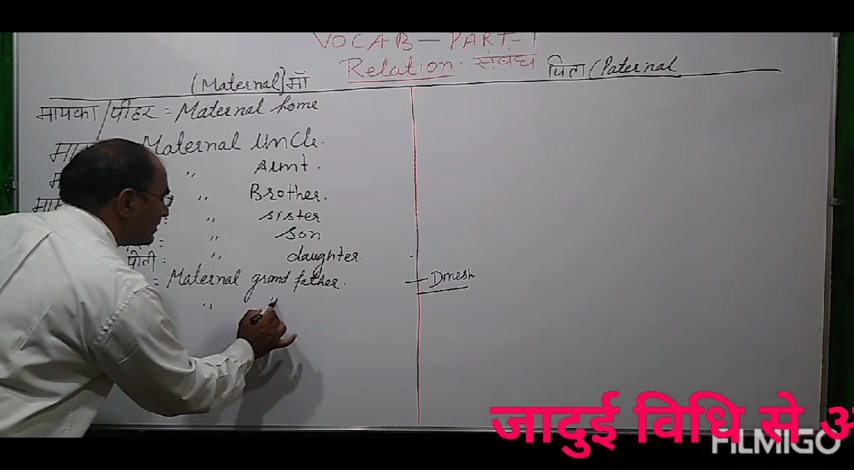 VOCAB - PART-1
Relation. संबंध
(Maternal) माँ
पिता (Paternal
मायका / पीहर = Maternal home
Maternal Uncle.
" Aunt.
" Brother.
" sister
" Son
पोती = " daughter.
= Maternal grand father.
Dinesh
"
जादुई विधि से
FILMIGO